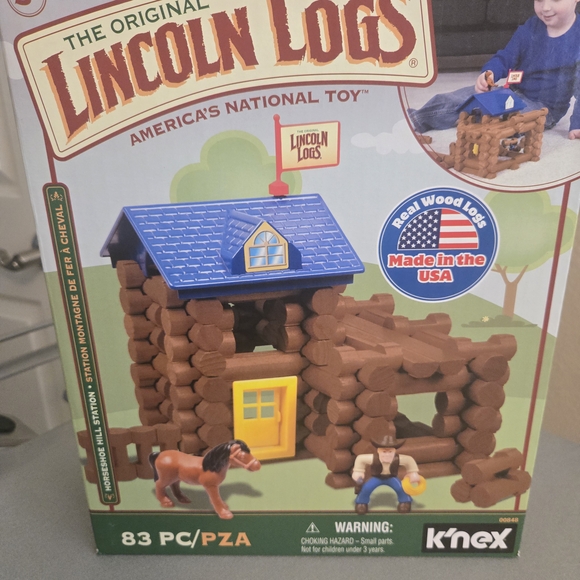 THE ORIGINAL
LINCOLN LOGS®
AMERICA'S NATIONAL TOY™
THE ORIGINAL
LINCOLN
LOGS
Real Wood Logs
Made in the
USA
HORSESHOE HILL STATION • STATION MONTAGNE DE FER À CHEVAL
83 PC/PZA
⚠ WARNING:
CHOKING HAZARD – Small parts.
Not for children under 3 years.
k'nex